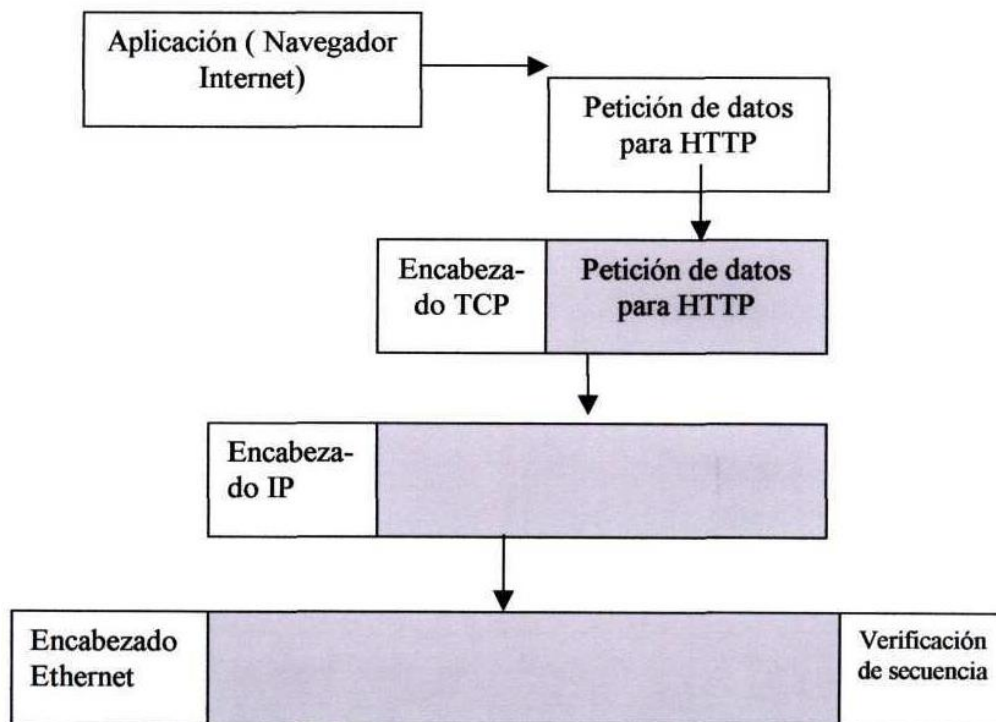 Aplicación ( Navegador
Internet)
Petición de datos
para HTTP
Encabeza-
do TCP
Petición de datos
para HTTP
Encabeza-
do IP
Encabezado
Ethernet
Verificación
de secuencia